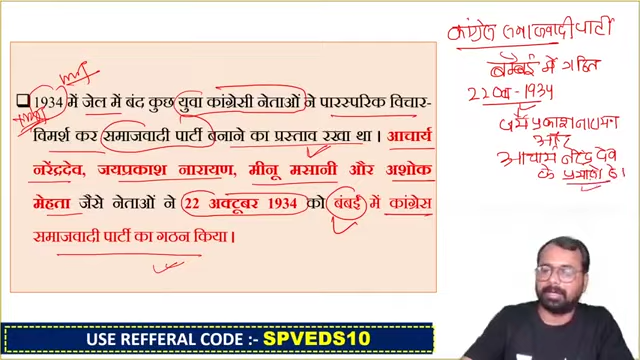 कांग्रेस समाजवादी पार्टी
बम्बई में गठित
22 Oct - 1934
जय प्रकाश नारायण
और
आचार्य नरेंद्र देव
के प्रयासों से।
1934 में जेल में बंद कुछ युवा कांग्रेसी नेताओं ने पारस्परिक विचार-
विमर्श कर समाजवादी पार्टी बनाने का प्रस्ताव रखा था। आचार्य
नरेंद्रदेव, जयप्रकाश नारायण, मीनू मसानी और अशोक
मेहता जैसे नेताओं ने 22 अक्टूबर 1934 को बंबई में कांग्रेस
समाजवादी पार्टी का गठन किया।
USE REFFERAL CODE :- SPVEDS10